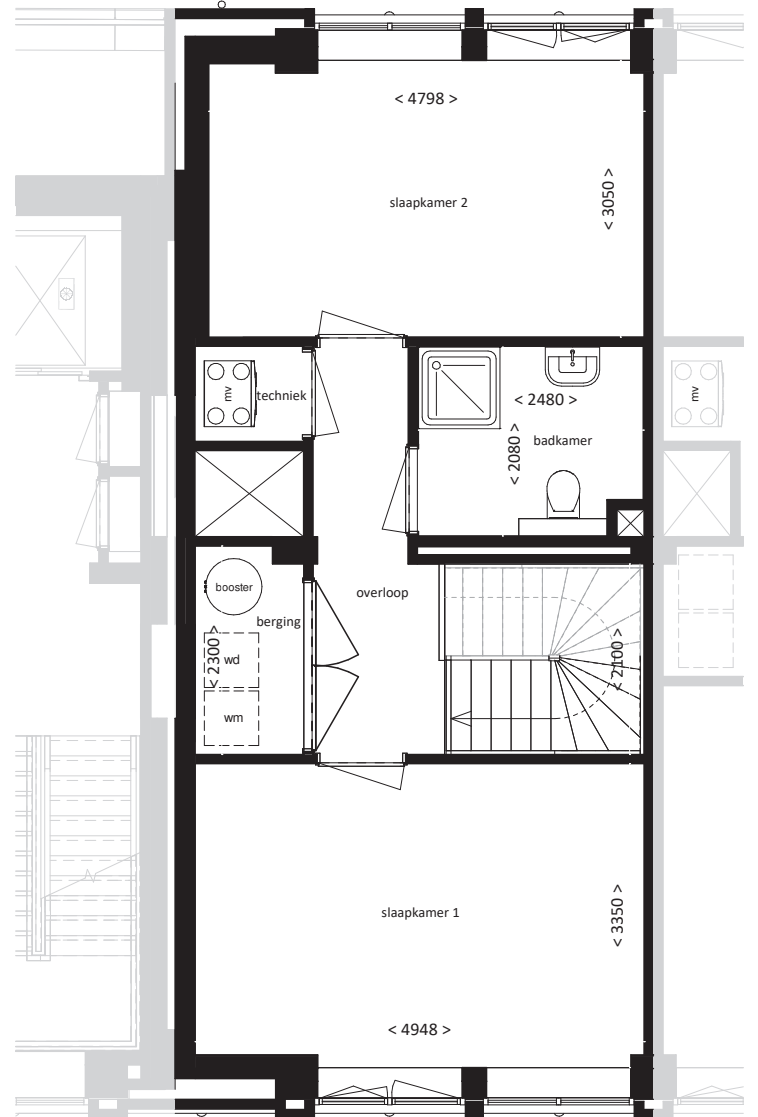 < 4798 >
< 3050 >
slaapkamer 2
mv
techniek
< 2480 >
< 2080 >
badkamer
mv
booster
berging
< 2300 >
wd
wm
overloop
< 2100 >
slaapkamer 1
< 3350 >
< 4948 >